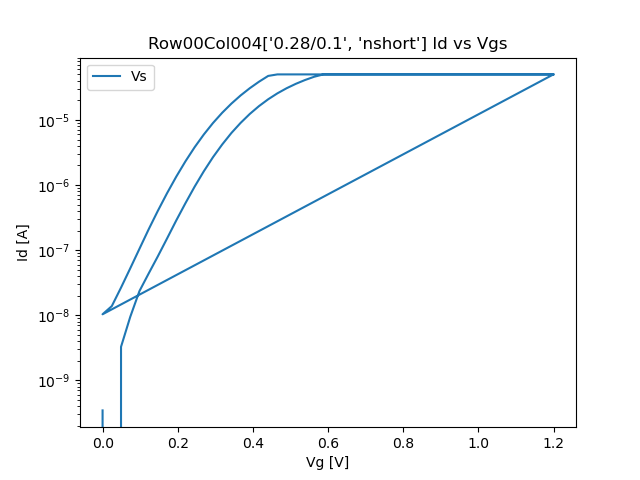 Row00Col004['0.28/0.1', 'nshort'] Id vs Vgs
Vs
10⁻⁵
10⁻⁶
10⁻⁷
10⁻⁸
10⁻⁹
Id [A]
0.0 0.2 0.4 0.6 0.8 1.0 1.2
Vg [V]